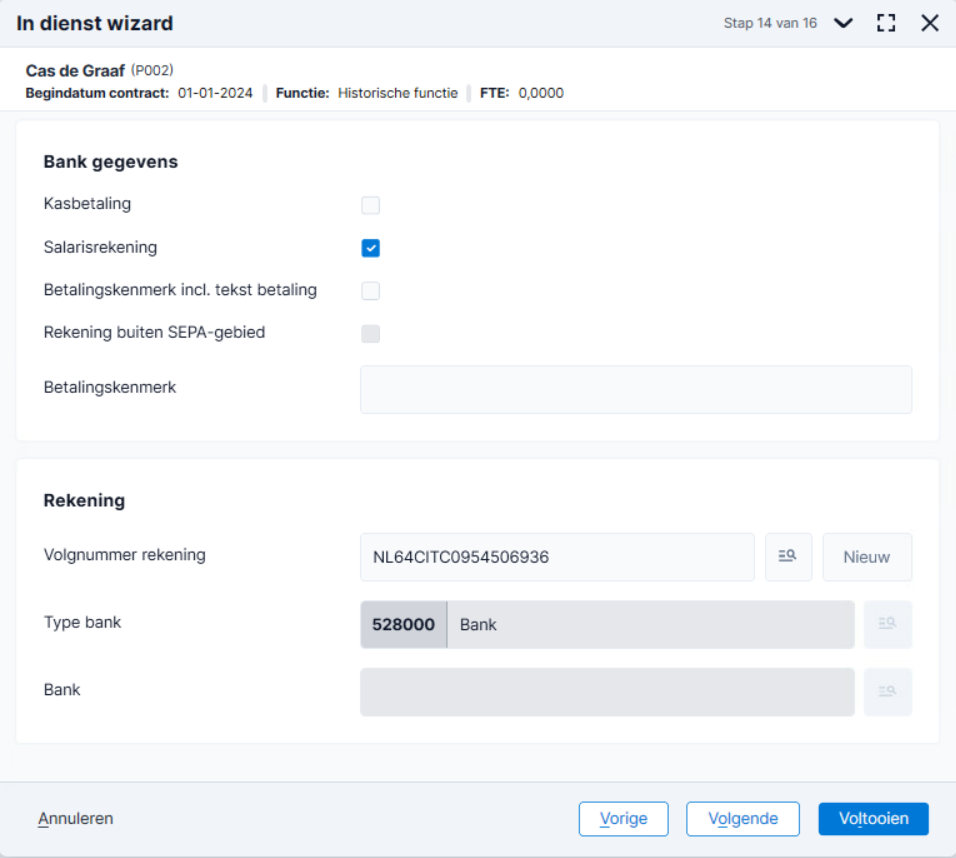 In dienst wizard
Stap 14 van 16
Cas de Graaf (P002)
Begindatum contract: 01-01-2024 Functie: Historische functie FTE: 0,0000
Bank gegevens
Kasbetaling
Salarisrekening
Betalingskenmerk incl. tekst betaling
Rekening buiten SEPA-gebied
Betalingskenmerk
Rekening
Volgnummer rekening NL64CITC0954506936 Nieuw
Type bank 528000 Bank
Bank
Annuleren Vorige Volgende Voltooien